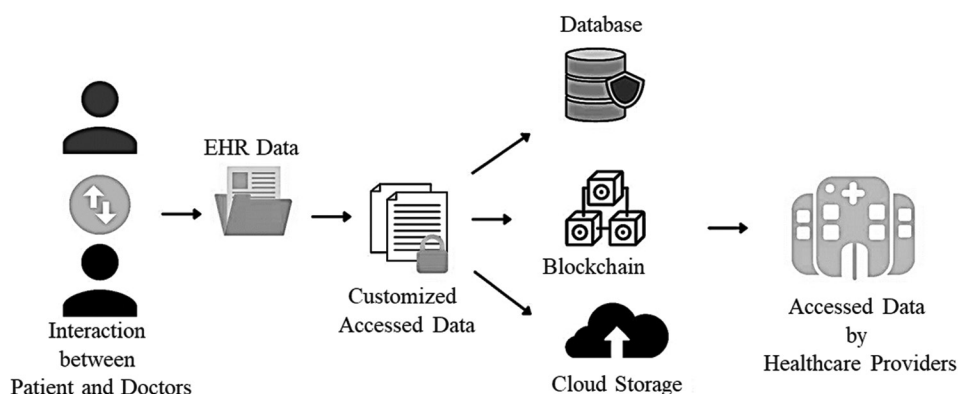 Database
EHR Data
Blockchain
Customized
Accessed Data
Interaction
between
Patient and Doctors
Cloud Storage
Accessed Data
by
Healthcare Providers